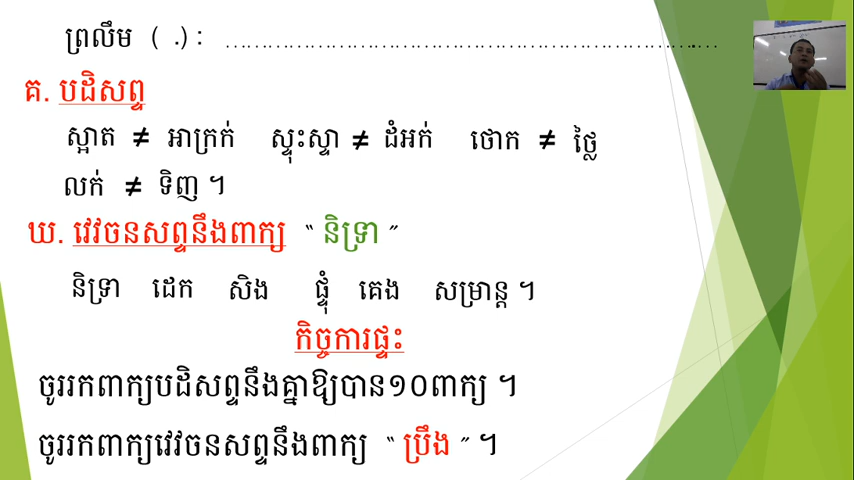 ព្រលឹម ( .) : ……………………………………………………………
គ. បដិសព្ទ
ស្អាត ≠ អាក្រក់ ស្ទុះស្ទា ≠ ដំអក់ ថោក ≠ ថ្លៃ
លក់ ≠ ទិញ ។
ឃ. វេវចនសព្ទនឹងពាក្ស “ និទ្រា ”
និទ្រា ដេក សិង ផ្ទុំ គេង សម្រាន្ត ។
កិច្ចការផ្ទះ
ចូររកពាក្យបដិសព្ទនឹងគ្នាឱ្យបាន១០ពាក្យ ។
ចូររកពាក្យវេវចនសព្ទនឹងពាក្យ “ ប្រឹង ” ។